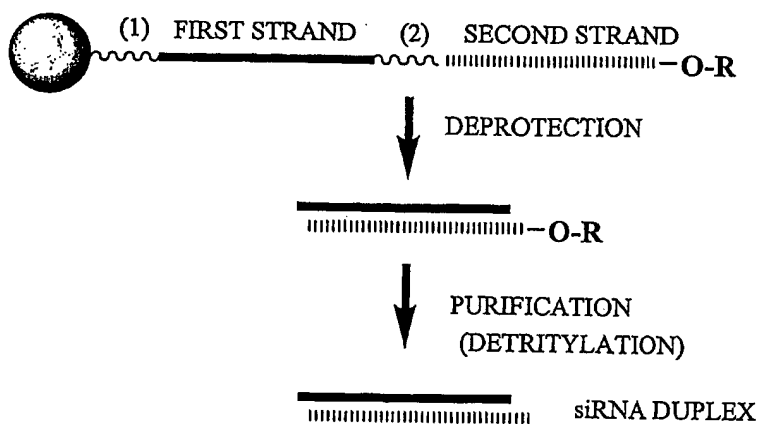 (1) FIRST STRAND (2) SECOND STRAND
O-R
DEPROTECTION
O-R
PURIFICATION
(DETRITYLATION)
siRNA DUPLEX